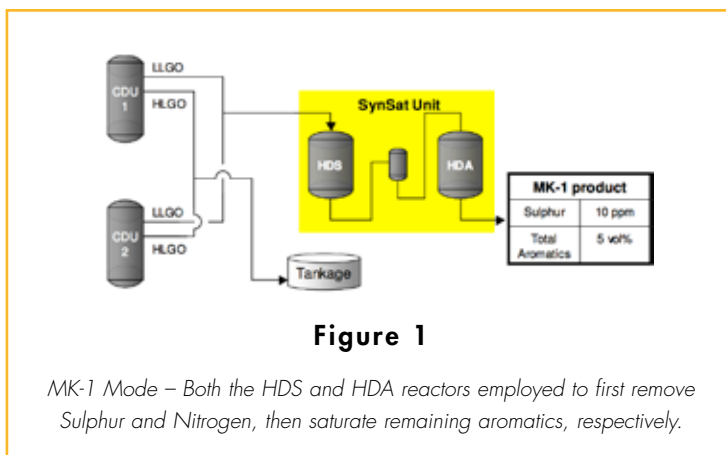 LLGO
CDU
1
HLGO
SynSat Unit
HDS
HDA
LLGO
CDU
2
HLGO
Tankage
MK-1 product
Sulphur 10 ppm
Total Aromatics 5 vol%
Figure 1
MK-1 Mode – Both the HDS and HDA reactors employed to first remove
Sulphur and Nitrogen, then saturate remaining aromatics, respectively.